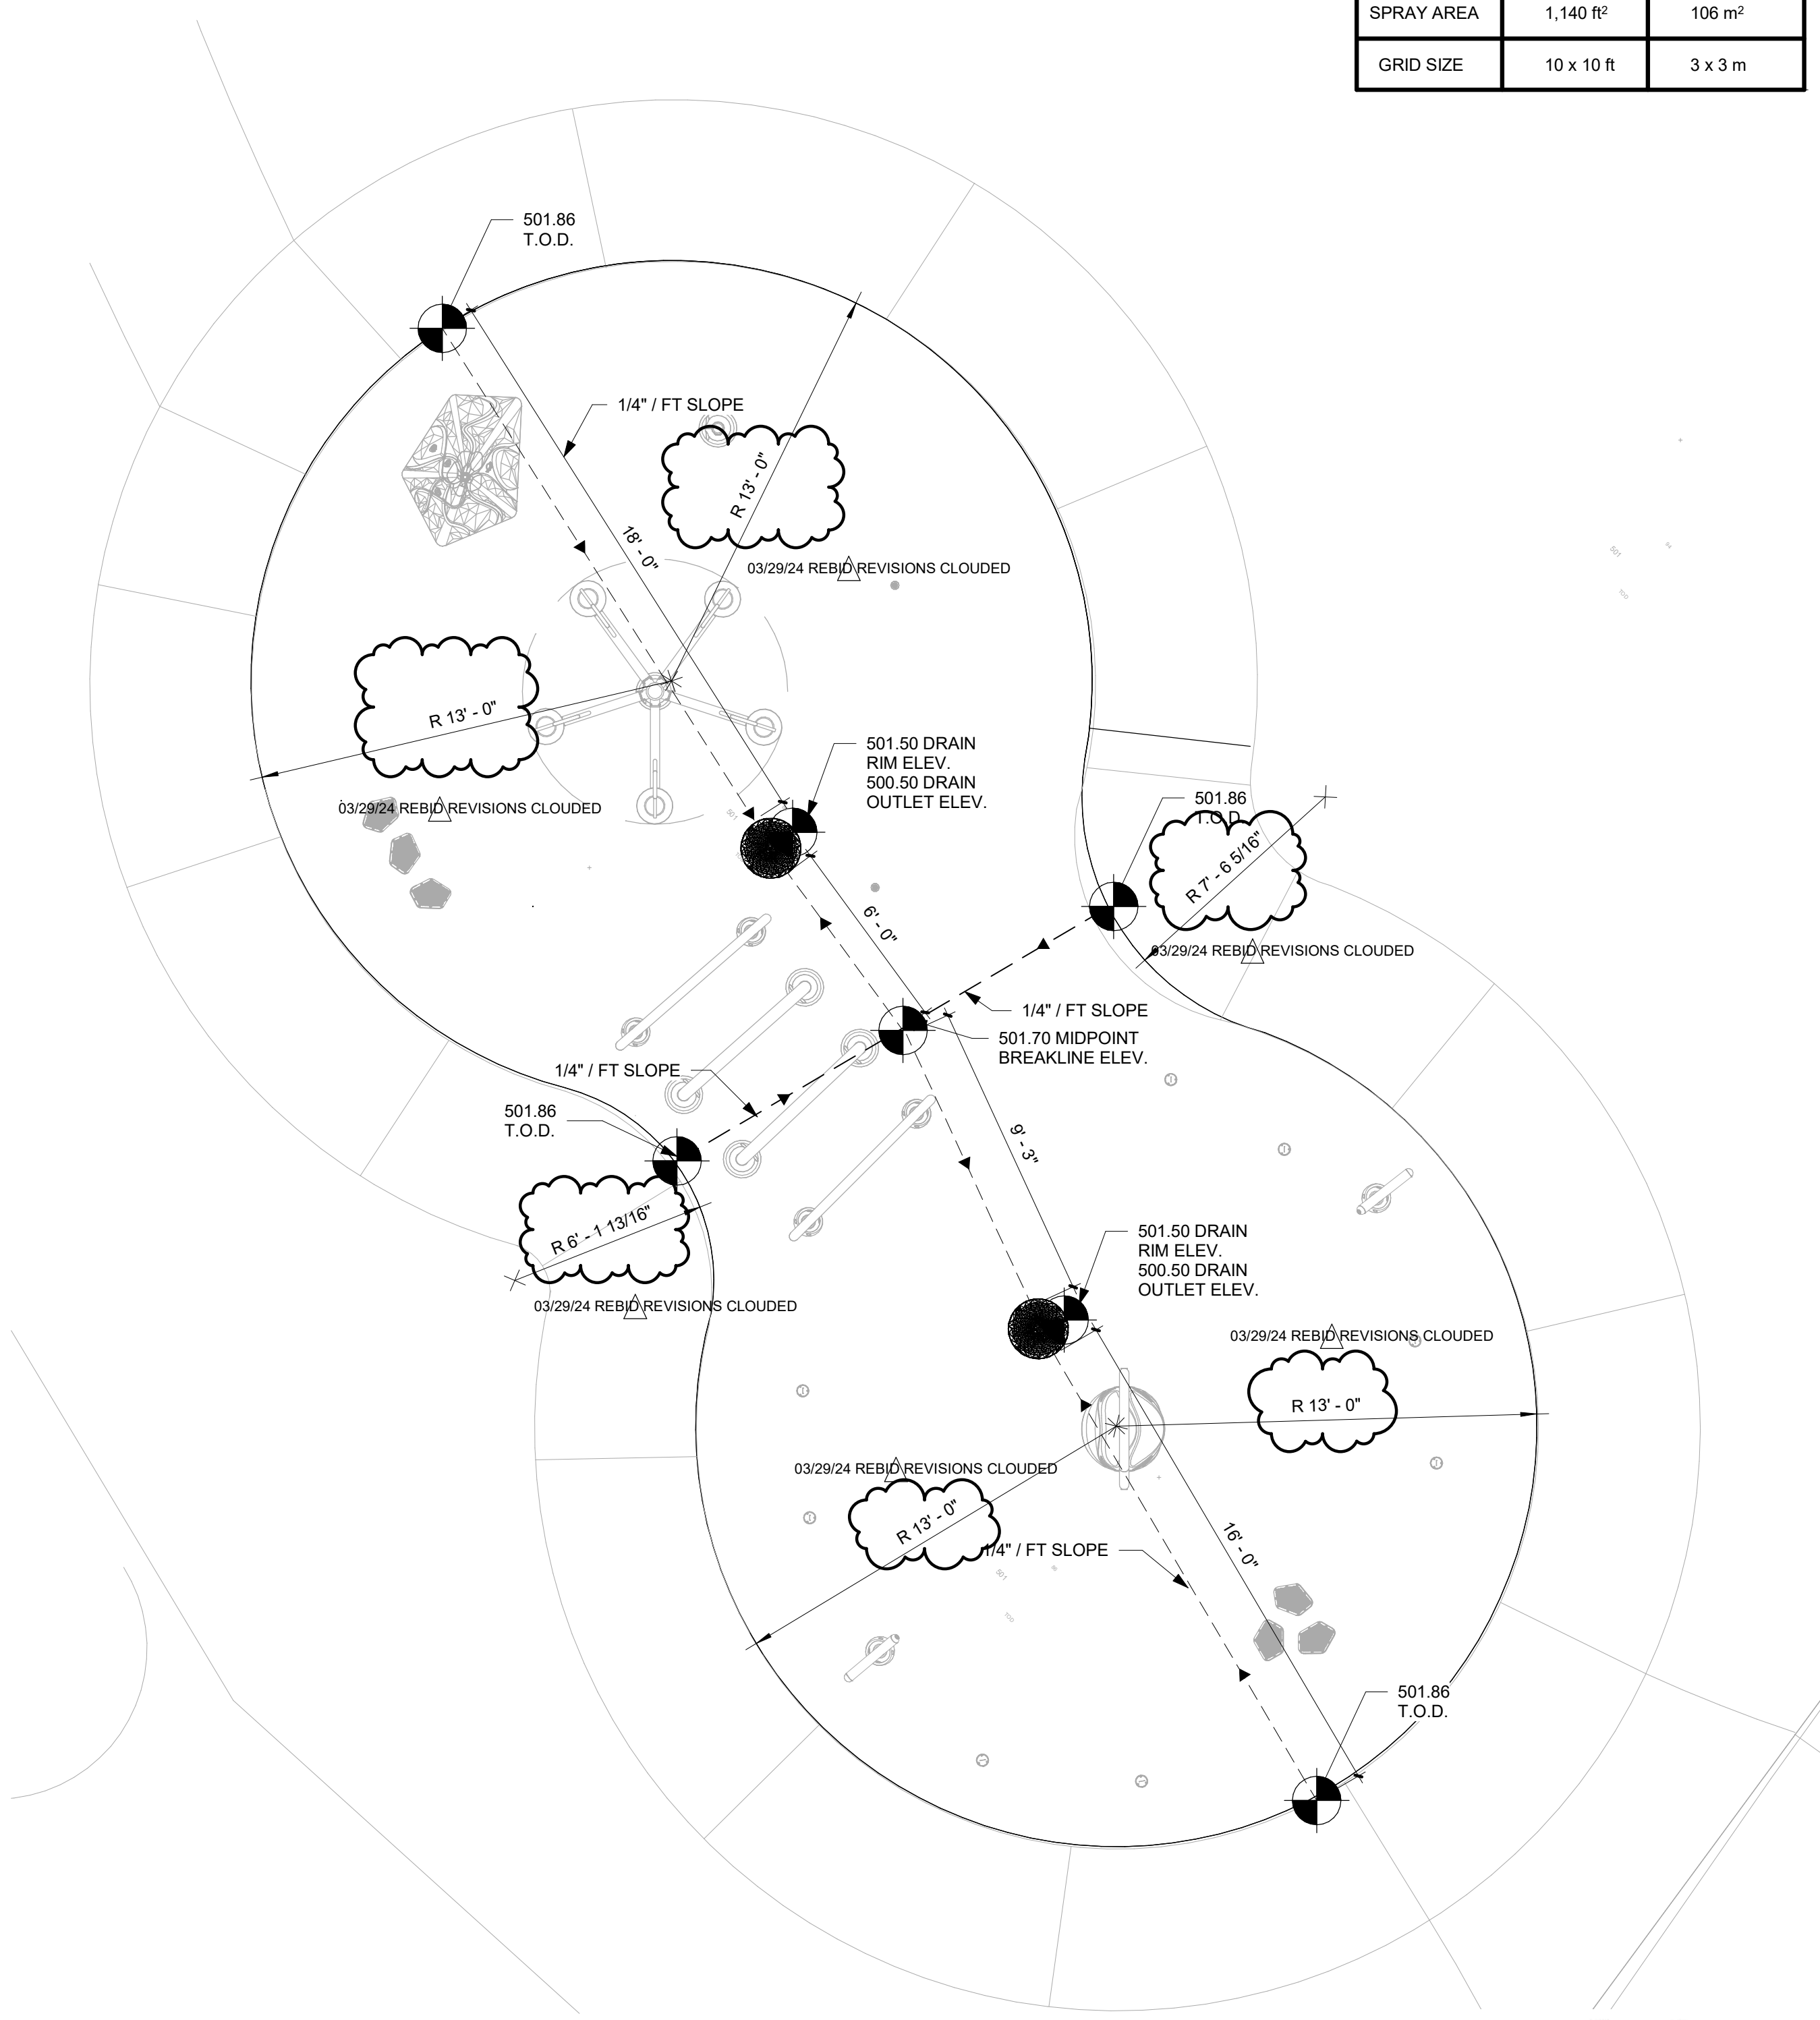 SPRAY AREA 1,140 ft² 106 m²
GRID SIZE 10 x 10 ft 3 x 3 m
501.86
T.O.D.
1/4" / FT SLOPE
R 13' - 0"
18' - 0"
03/29/24 REBID REVISIONS CLOUDED
R 13' - 0"
03/29/24 REBID REVISIONS CLOUDED
501.50 DRAIN
RIM ELEV.
500.50 DRAIN
OUTLET ELEV.
501
501.86
T.O.D.
R 7' - 6 5/16"
03/29/24 REBID REVISIONS CLOUDED
6' - 0"
1/4" / FT SLOPE
501.70 MIDPOINT
BREAKLINE ELEV.
1/4" / FT SLOPE
501.86
T.O.D.
9' - 3"
R 6' - 1 13/16"
03/29/24 REBID REVISIONS CLOUDED
501.50 DRAIN
RIM ELEV.
500.50 DRAIN
OUTLET ELEV.
03/29/24 REBID REVISIONS CLOUDED
R 13' - 0"
03/29/24 REBID REVISIONS CLOUDED
R 13' - 0"
1/4" / FT SLOPE
16' - 0"
501
501.86
T.O.D.
501